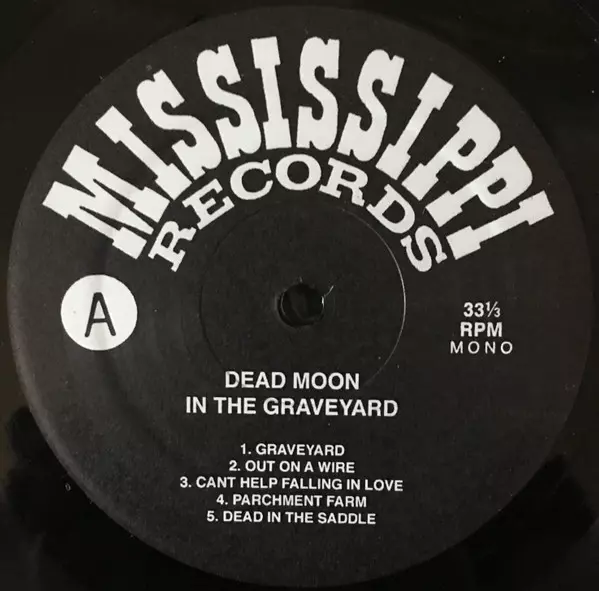 MISSISSIPPI
RECORDS
A
33⅓
RPM
MONO
DEAD MOON
IN THE GRAVEYARD
1. GRAVEYARD
2. OUT ON A WIRE
3. CANT HELP FALLING IN LOVE
4. PARCHMENT FARM
5. DEAD IN THE SADDLE